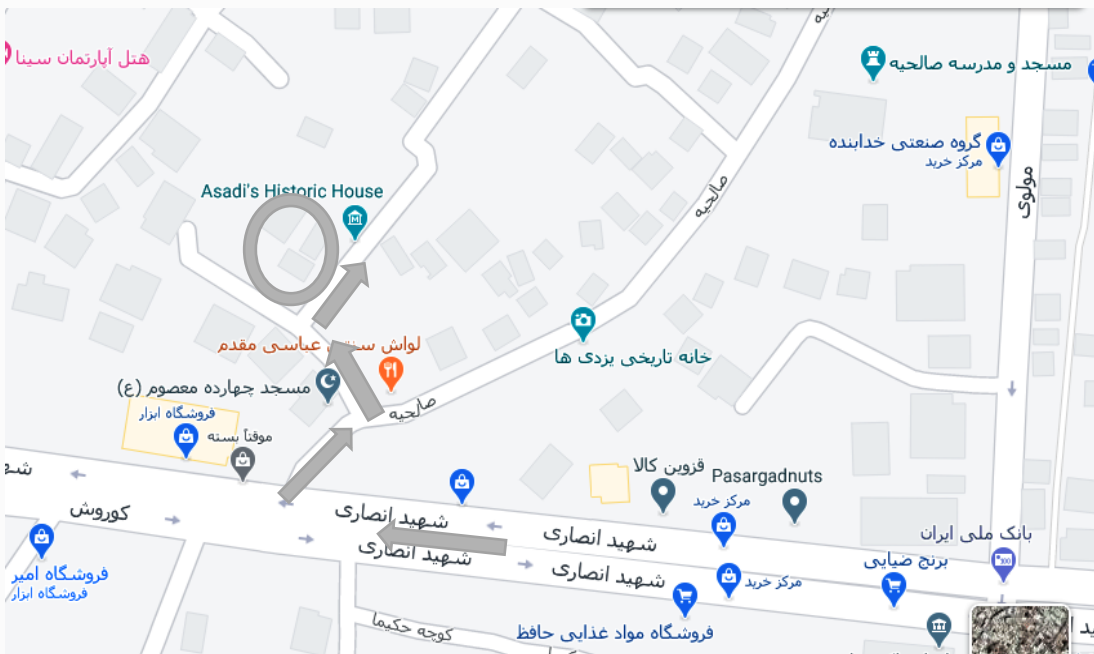 هتل آپارتمان سینا
مسجد و مدرسه صالحیه
گروه صنعتی خدابنده
مرکز خرید
مولوی
صالحیه
Asadi's Historic House
لواش سنتی عباسی مقدم
خانه تاریخی یزدی ها
مسجد چهارده معصوم (ع)
صالحیه
فروشگاه ابزار
موقتاً بسته
قزوین کالا
Pasargadnuts
مرکز خرید
کوروش
شهید انصاری
شهید انصاری
بانک ملی ایران
شهید انصاری
شهید انصاری
برنج ضیایی
مرکز خرید
فروشگاه امیر
فروشگاه ابزار
کوچه حکیما
فروشگاه مواد غذایی حافظ